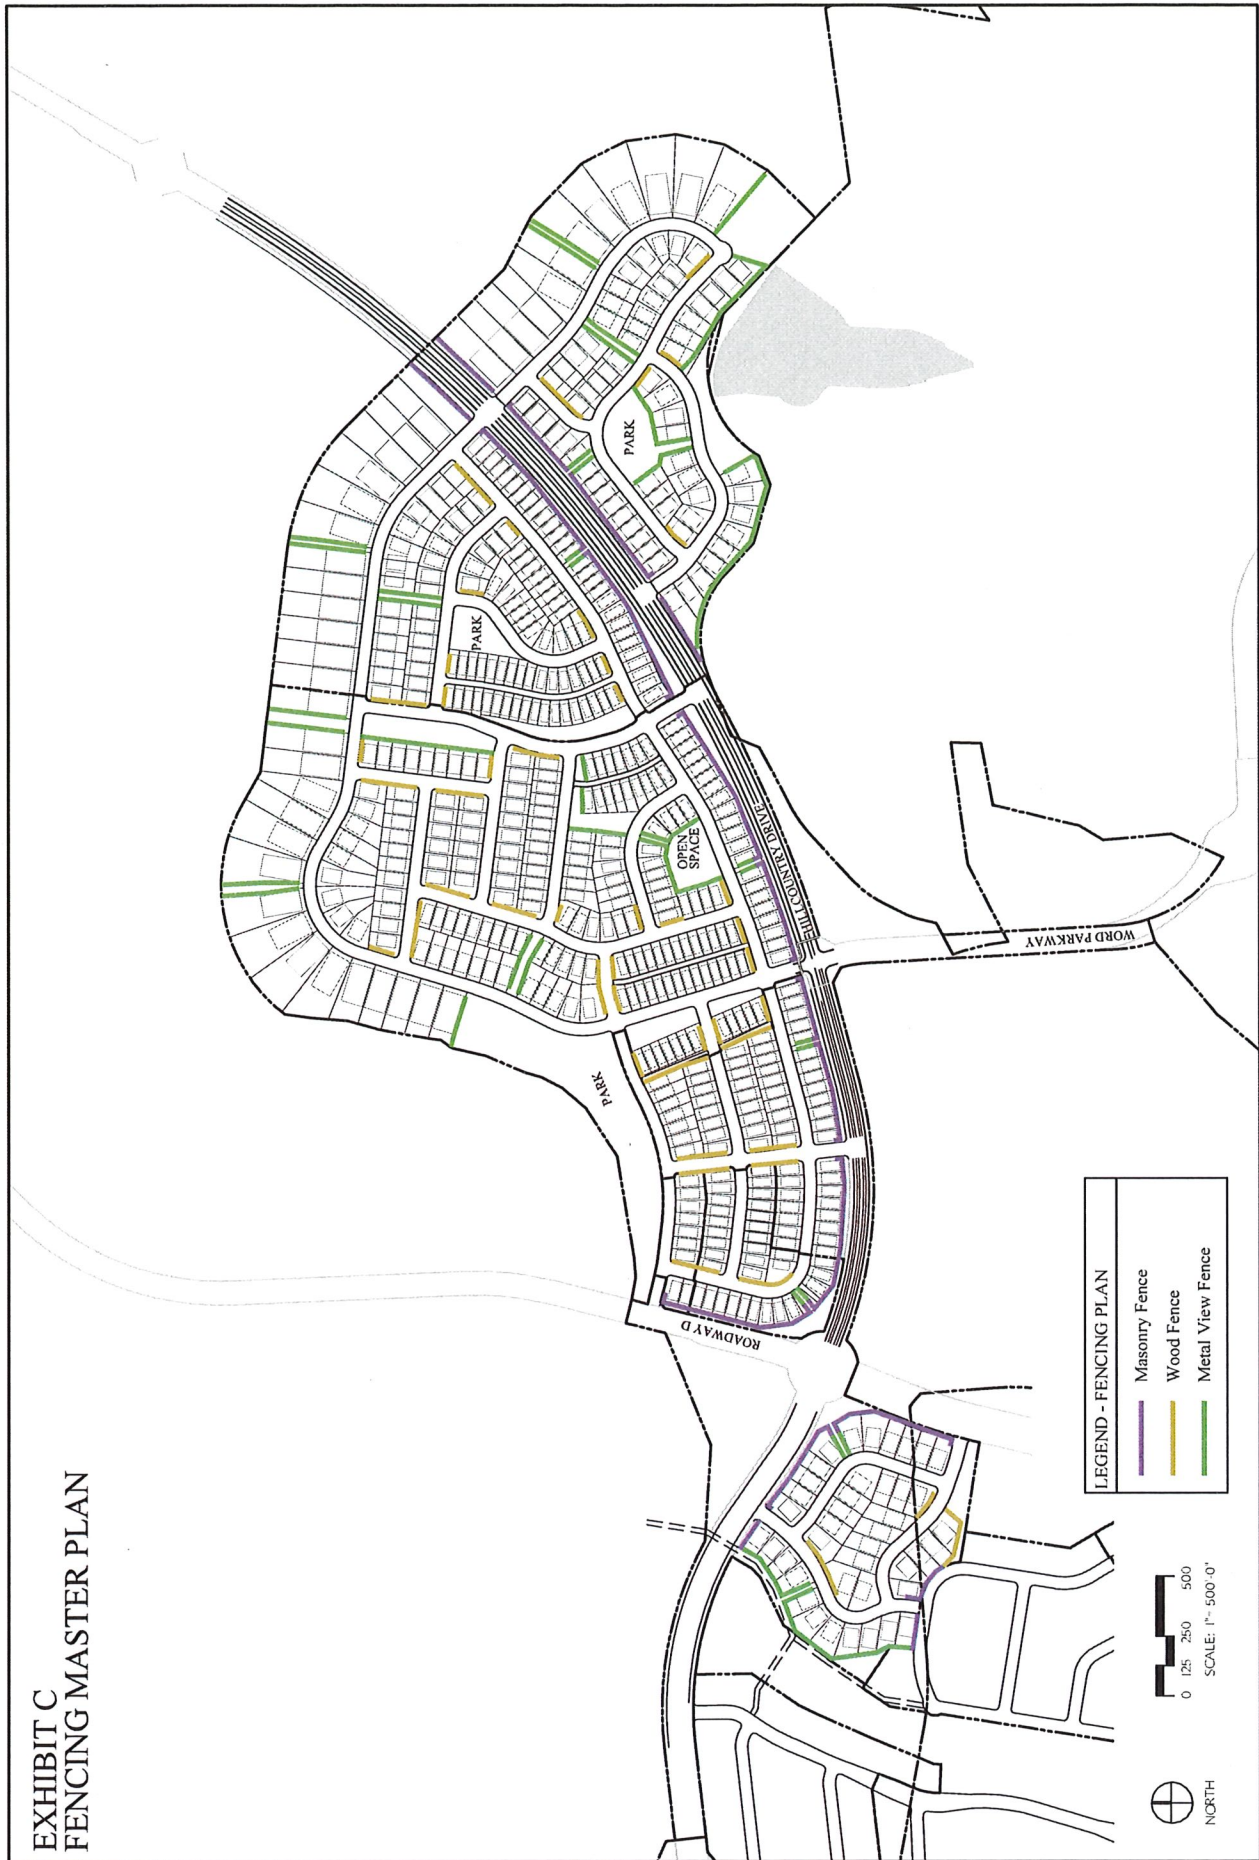 EXHIBIT C
FENCING MASTER PLAN
PARK
PARK
OPEN
SPACE
HILL COUNTRY DRIVE
WORD PARKWAY
PARK
ROADWAY D
LEGEND - FENCING PLAN
Masonry Fence
Wood Fence
Metal View Fence
0 125 250 500
SCALE: 1"= 500'-0"
NORTH